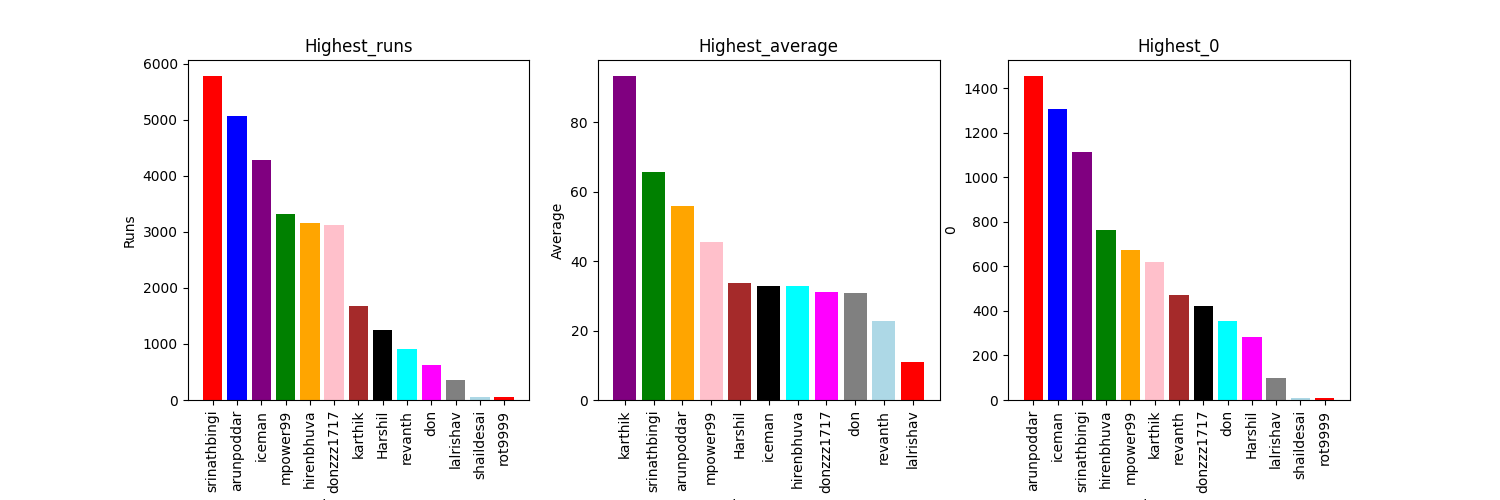 Highest_runs
Runs
6000
5000
4000
3000
2000
1000
0
srinathbingi
arunpoddar
iceman
mpower99
hirenbhuva
donzzz1717
karthik
Harshil
revanth
don
lalrishav
shaildesai
rot9999
Highest_average
Average
80
60
40
20
0
karthik
srinathbingi
arunpoddar
mpower99
Harshil
iceman
hirenbhuva
donzzz1717
don
revanth
lalrishav
Highest_0
0
1400
1200
1000
800
600
400
200
0
arunpoddar
iceman
srinathbingi
hirenbhuva
mpower99
karthik
revanth
donzzz1717
don
Harshil
lalrishav
shaildesai
rot9999